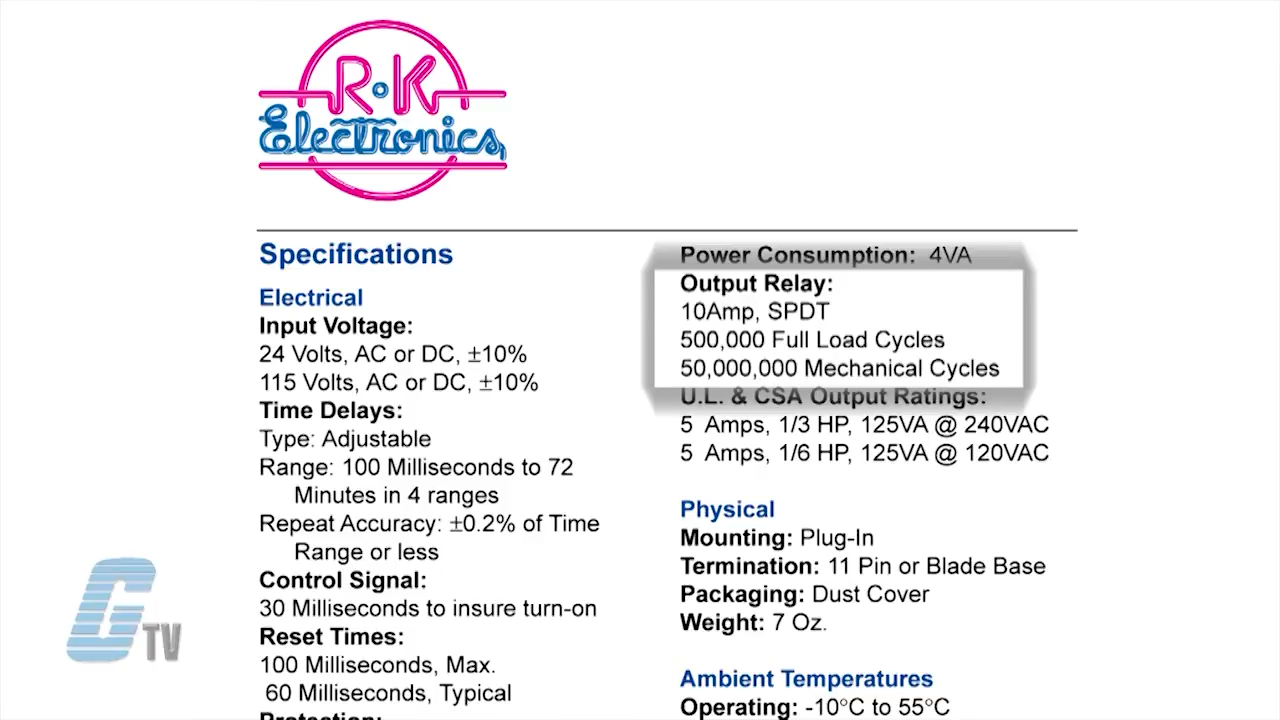 R·K
Electronics,
Specifications
Electrical
Input Voltage:
24 Volts, AC or DC, ±10%
115 Volts, AC or DC, ±10%
Time Delays:
Type: Adjustable
Range: 100 Milliseconds to 72
Minutes in 4 ranges
Repeat Accuracy: ±0.2% of Time
Range or less
Control Signal:
30 Milliseconds to insure turn-on
Reset Times:
100 Milliseconds, Max.
60 Milliseconds, Typical
Protection:
Power Consumption: 4VA
Output Relay:
10Amp, SPDT
500,000 Full Load Cycles
50,000,000 Mechanical Cycles
U.L. & CSA Output Ratings:
5 Amps, 1/3 HP, 125VA @ 240VAC
5 Amps, 1/6 HP, 125VA @ 120VAC
Physical
Mounting: Plug-In
Termination: 11 Pin or Blade Base
Packaging: Dust Cover
Weight: 7 Oz.
Ambient Temperatures
Operating: -10°C to 55°C
G TV